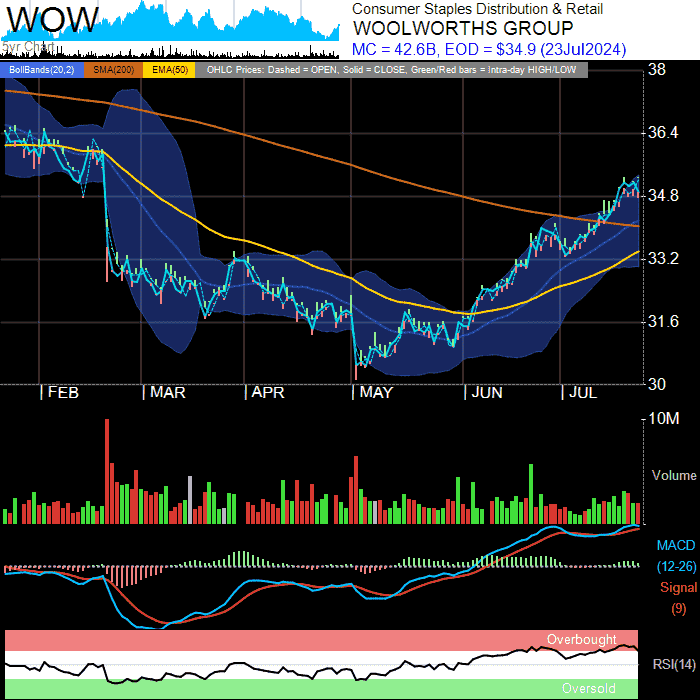 WOW
5yr Chart
Consumer Staples Distribution & Retail
WOOLWORTHS GROUP
MC = 42.6B, EOD = $34.9 (23Jul2024)
BollBands(20,2) SMA(200) EMA(50) OHLC Prices: Dashed = OPEN, Solid = CLOSE, Green/Red bars = Intra-day HIGH/LOW
38
36.4
34.8
33.2
31.6
30
| FEB | MAR | APR | MAY | JUN | JUL
10M
Volume
MACD
(12-26)
Signal
(9)
Overbought
RSI(14)
Oversold